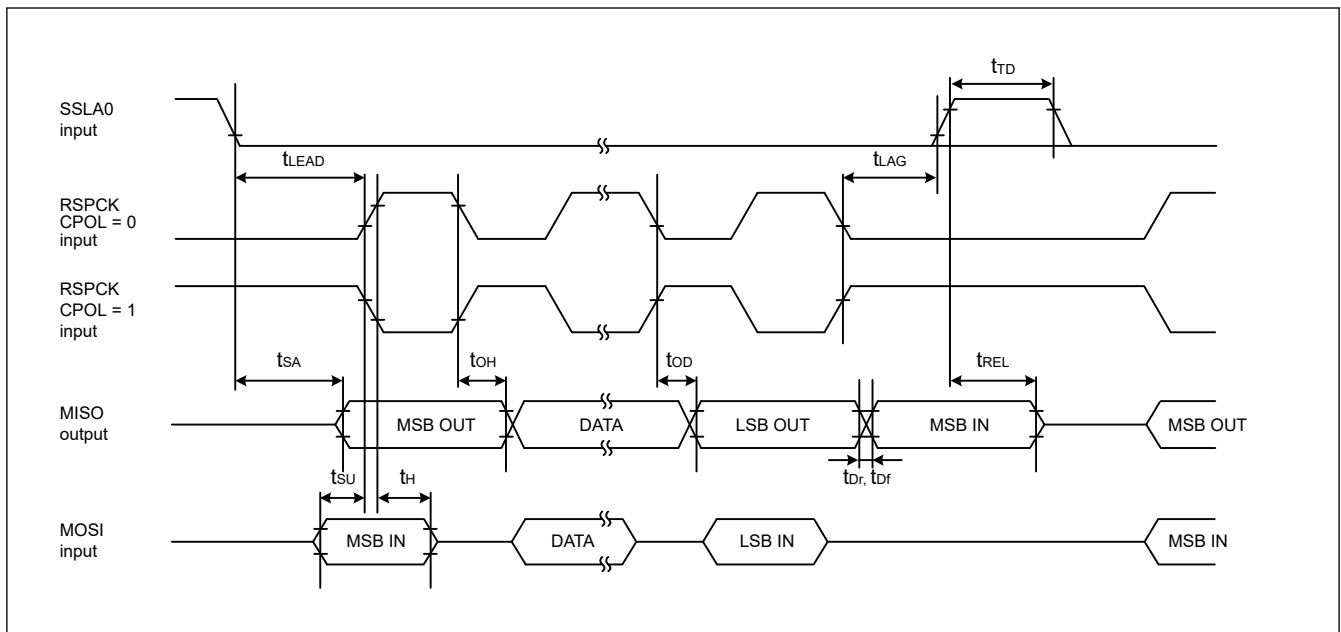 tTD
SSLA0
input
tLEAD
tLAG
RSPCK
CPOL = 0
input
RSPCK
CPOL = 1
input
tSA
tOH
tOD
tREL
MISO
output
MSB OUT
DATA
LSB OUT
MSB IN
MSB OUT
tSU
tH
tDr, tDf
MOSI
input
MSB IN
DATA
LSB IN
MSB IN